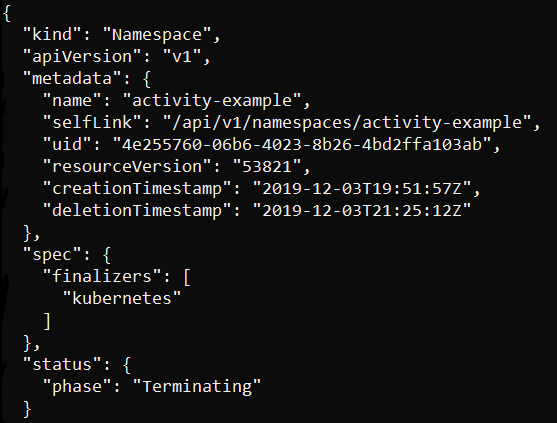 {
  "kind": "Namespace",
  "apiVersion": "v1",
  "metadata": {
    "name": "activity-example",
    "selfLink": "/api/v1/namespaces/activity-example",
    "uid": "4e255760-06b6-4023-8b26-4bd2ffa103ab",
    "resourceVersion": "53821",
    "creationTimestamp": "2019-12-03T19:51:57Z",
    "deletionTimestamp": "2019-12-03T21:25:12Z"
  },
  "spec": {
    "finalizers": [
      "kubernetes"
    ]
  },
  "status": {
    "phase": "Terminating"
  }